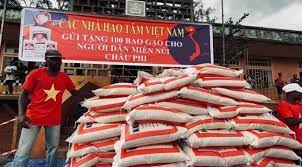 CÁC NHÀ HẢO TÂM VIỆT NAM
GỬI TẶNG 100 BAO GẠO CHO
NGƯỜI DÂN MIỀN NÚI
CHÂU PHI